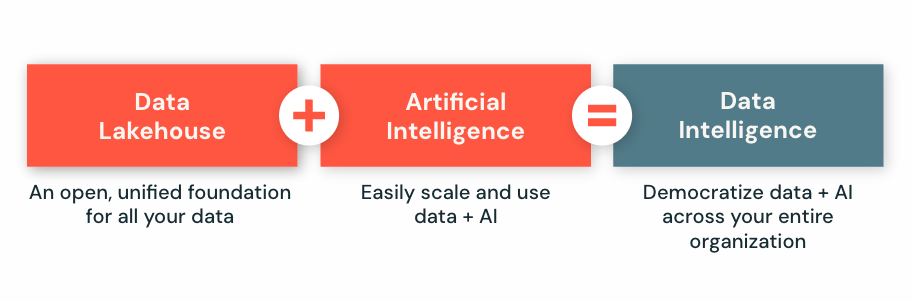 Data
Lakehouse
+
Artificial
Intelligence
=
Data
Intelligence
An open, unified foundation
for all your data
Easily scale and use
data + AI
Democratize data + AI
across your entire
organization